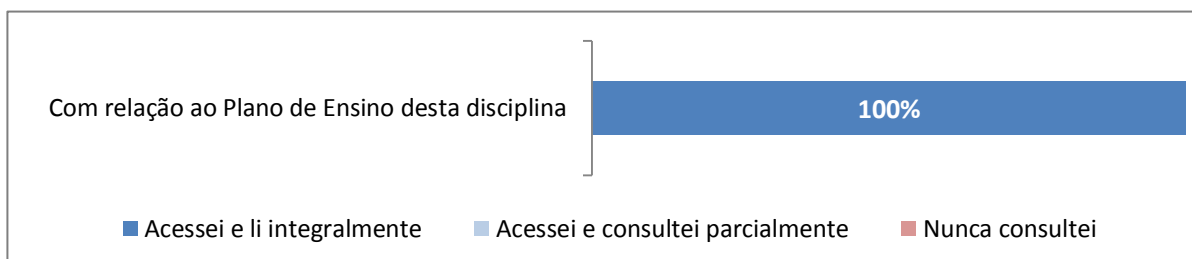 Com relação ao Plano de Ensino desta disciplina
100%
Acessei e li integralmente
Acessei e consultei parcialmente
Nunca consultei